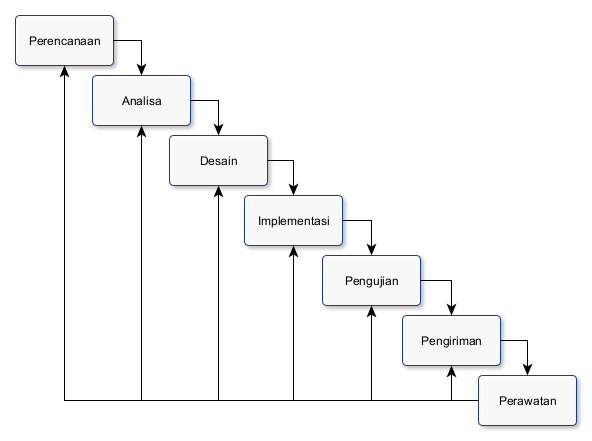 Perencanaan
Analisa
Desain
Implementasi
Pengujian
Pengiriman
Perawatan